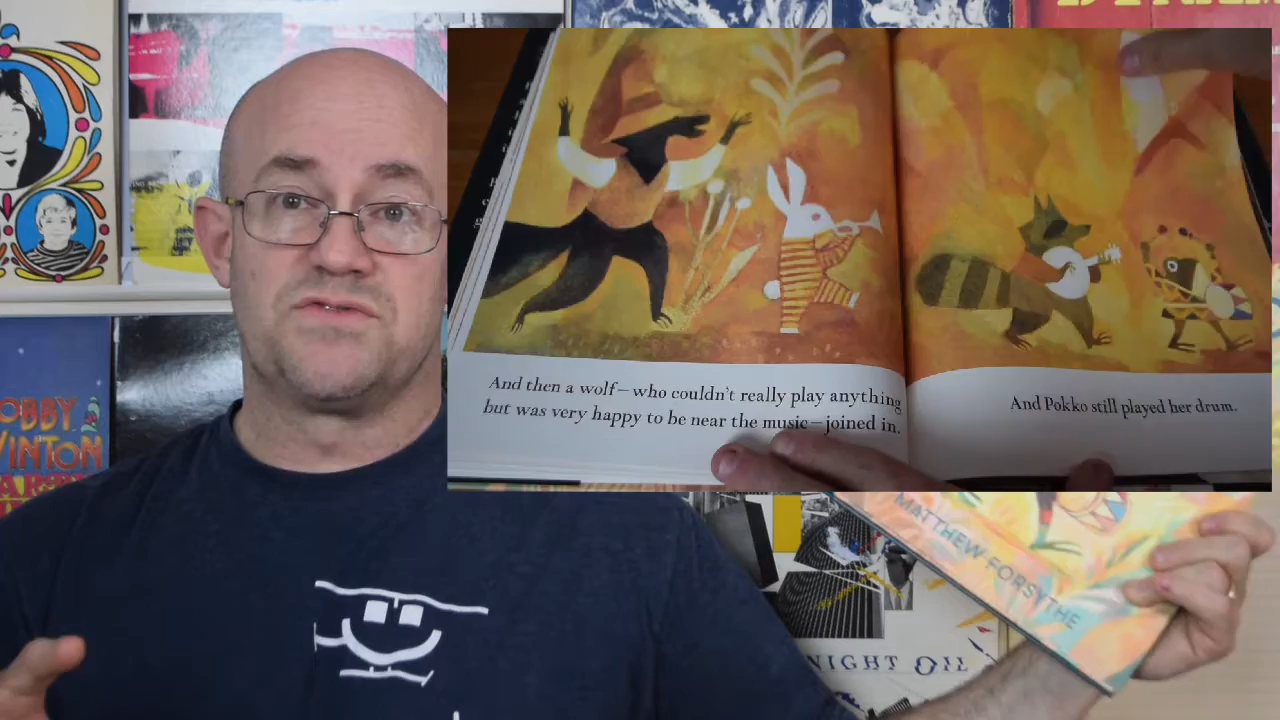 And then a wolf—who couldn't really play anything
but was very happy to be near the music—joined in.
And Pokko still played her drum.
MATTHEW FORSYTHE
OBBY
VINTON
NIGHT OIL